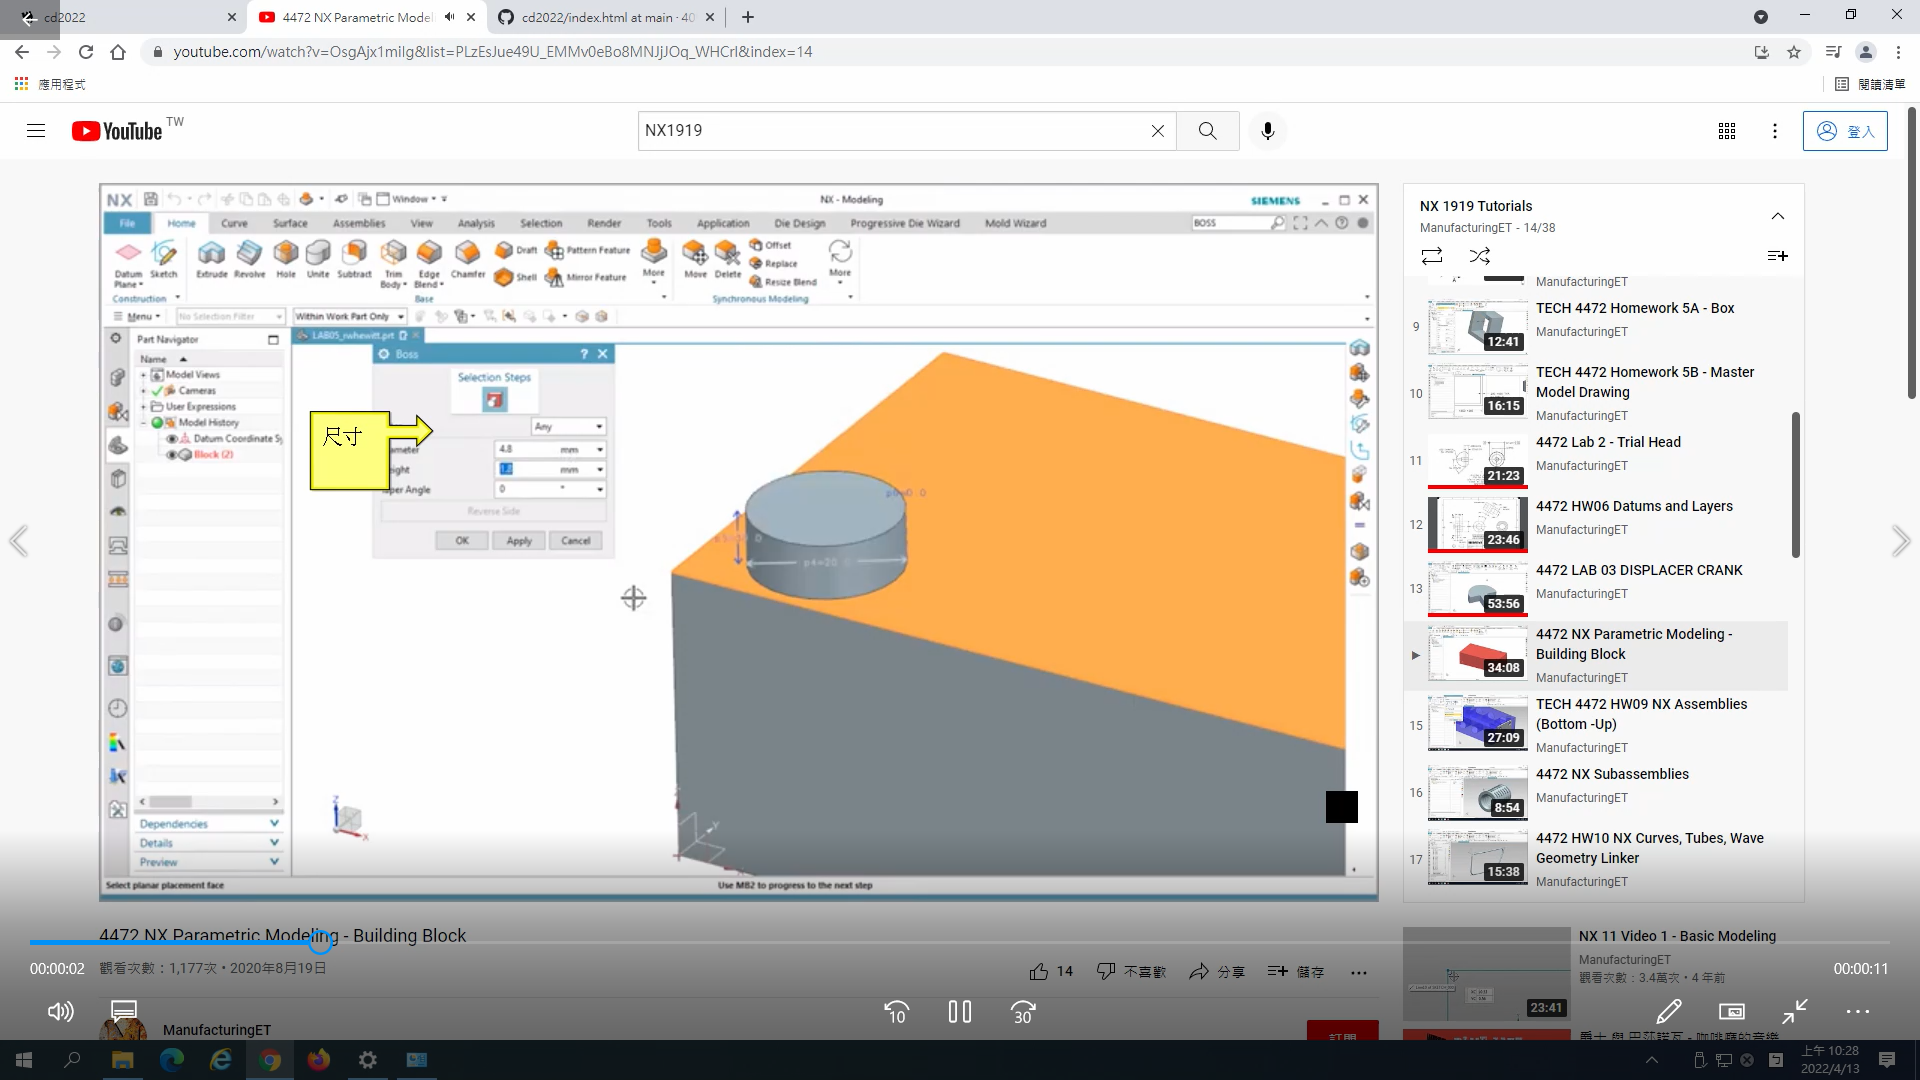 cd2022
4472 NX Parametric Model
cd2022/index.html at main · 40
youtube.com/watch?v=OsgAjx1milg&list=PLzEsJue49U_EMMv0eBo8MNJjJOq_WHCrI&index=14
應用程式
閱讀清單
YouTube TW
NX1919
登入
NX
Window
NX - Modeling
SIEMENS
File
Home
Curve
Surface
Assemblies
View
Analysis
Selection
Render
Tools
Application
Die Design
Progressive Die Wizard
Mold Wizard
BOSS
Datum Plane
Sketch
Extrude
Revolve
Hole
Unite
Subtract
Trim Body
Edge Blend
Chamfer
Draft
Shell
Pattern Feature
Mirror Feature
More
Move
Delete
Offset
Replace
Resize Blend
More
Construction
Base
Synchronous Modeling
Menu
No Selection Filter
Within Work Part Only
Part Navigator
LAB05_rwhewitt.prt
Name
Model Views
Cameras
User Expressions
Model History
Datum Coordinate Sy
Block (2)
Dependencies
Details
Preview
Boss
? X
Selection Steps
Any
尺寸
ameter
4.8
mm
eight
1.8
mm
aper Angle
0
°
Reverse Side
OK
Apply
Cancel
p4=20
Z
X
Y
Select planar placement face
Use MB2 to progress to the next step
NX 1919 Tutorials
ManufacturingET - 14/38
ManufacturingET
9
TECH 4472 Homework 5A - Box
ManufacturingET
12:41
10
TECH 4472 Homework 5B - Master
Model Drawing
ManufacturingET
16:15
11
4472 Lab 2 - Trial Head
ManufacturingET
21:23
12
4472 HW06 Datums and Layers
ManufacturingET
23:46
13
4472 LAB 03 DISPLACER CRANK
ManufacturingET
53:56
4472 NX Parametric Modeling -
Building Block
ManufacturingET
34:08
15
TECH 4472 HW09 NX Assemblies
(Bottom -Up)
ManufacturingET
27:09
16
4472 NX Subassemblies
ManufacturingET
8:54
17
4472 HW10 NX Curves, Tubes, Wave
Geometry Linker
ManufacturingET
15:38
4472 NX Parametric Modeling - Building Block
00:00:02
觀看次數：1,177次 • 2020年8月19日
14
不喜歡
分享
儲存
NX 11 Video 1 - Basic Modeling
ManufacturingET
觀看次數：3.4萬次 • 4 年前
23:41
00:00:11
10
30
ManufacturingET
上午 10:28
2022/4/13